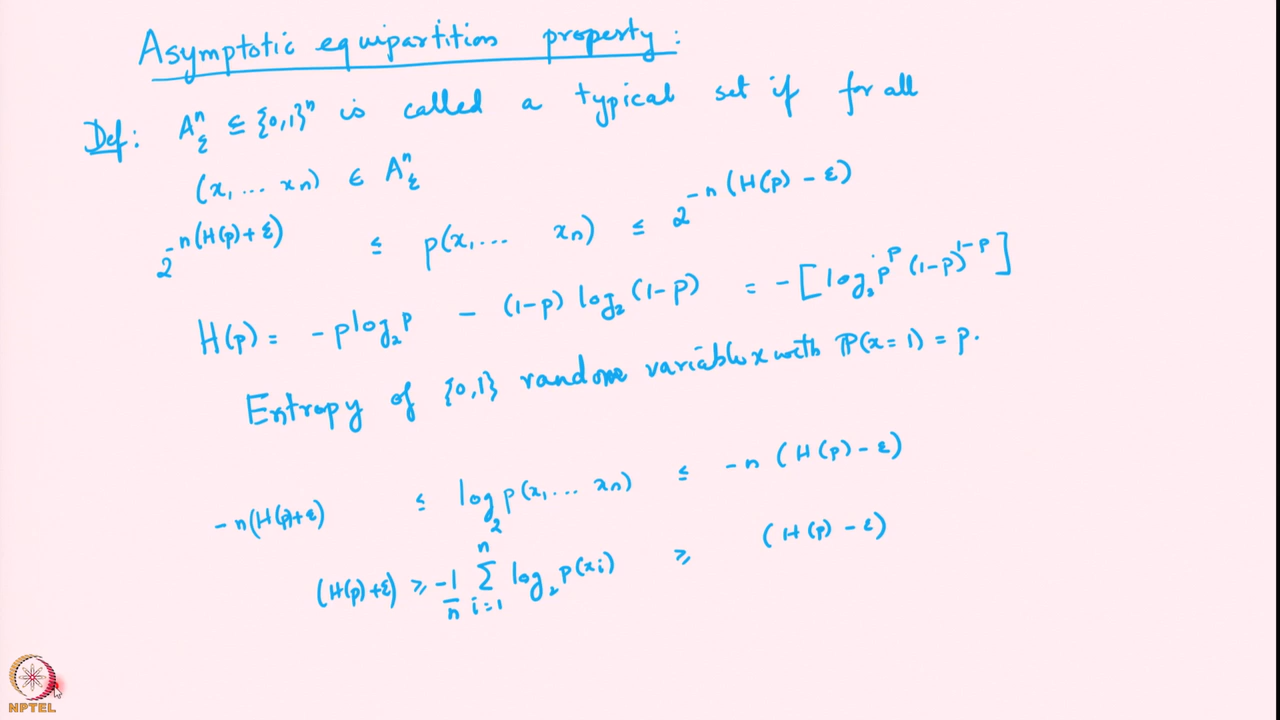 Asymptotic equipartition property :
Def : A_ε^n ⊆ {0,1}^n is called a typical set if for all
(x_1 ... x_n) ∈ A_ε^n
2^{-n(H(p)+ε)} ≤ p(x_1 ... x_n) ≤ 2^{-n(H(p)-ε)}
H(p) = - p log_2 p - (1-p) log_2 (1-p) = - [log_2 p^p (1-p)^{1-p}]
Entropy of {0,1} random variable x with ℙ(x=1) = p.
-n(H(p)+ε) ≤ log_2 p(x_1 ... x_n) ≤ -n (H(p)-ε)
(H(p)+ε) ≥ -1/n Σ_{i=1}^n log_2 p(x_i) ≥ (H(p)-ε)
NPTEL